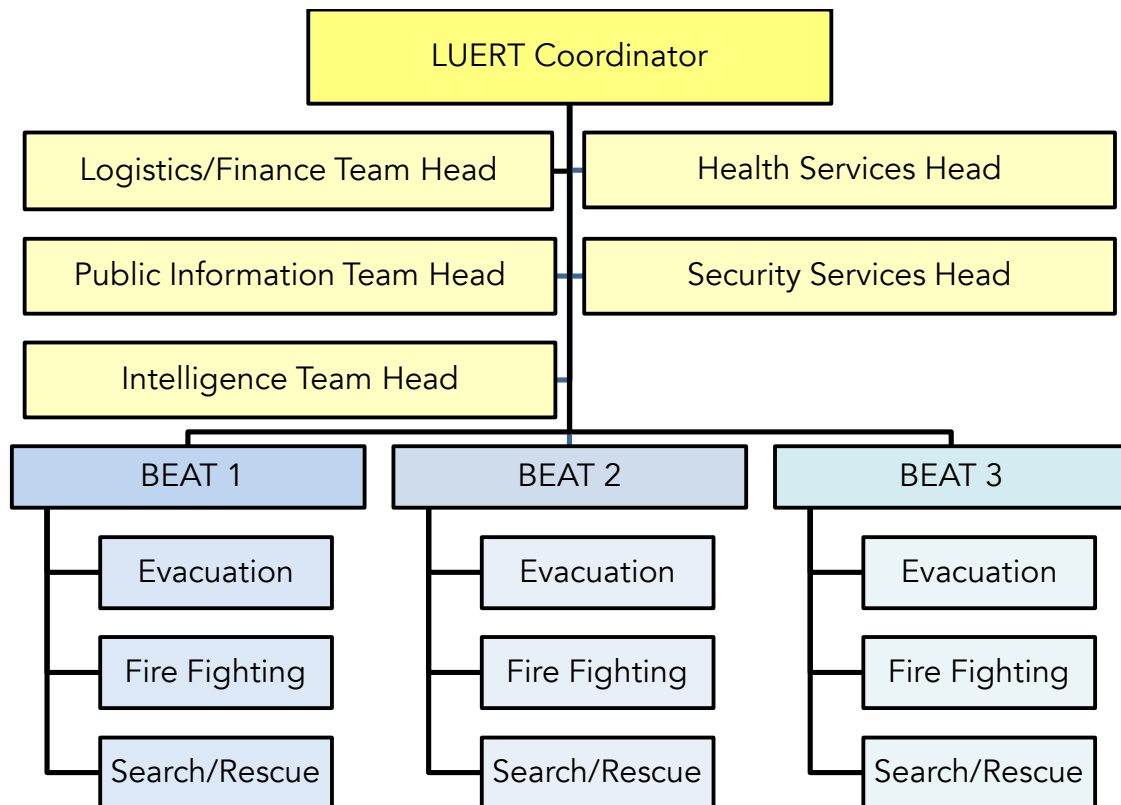 LUERT Coordinator
Logistics/Finance Team Head
Health Services Head
Public Information Team Head
Security Services Head
Intelligence Team Head
BEAT 1
BEAT 2
BEAT 3
Evacuation
Evacuation
Evacuation
Fire Fighting
Fire Fighting
Fire Fighting
Search/Rescue
Search/Rescue
Search/Rescue